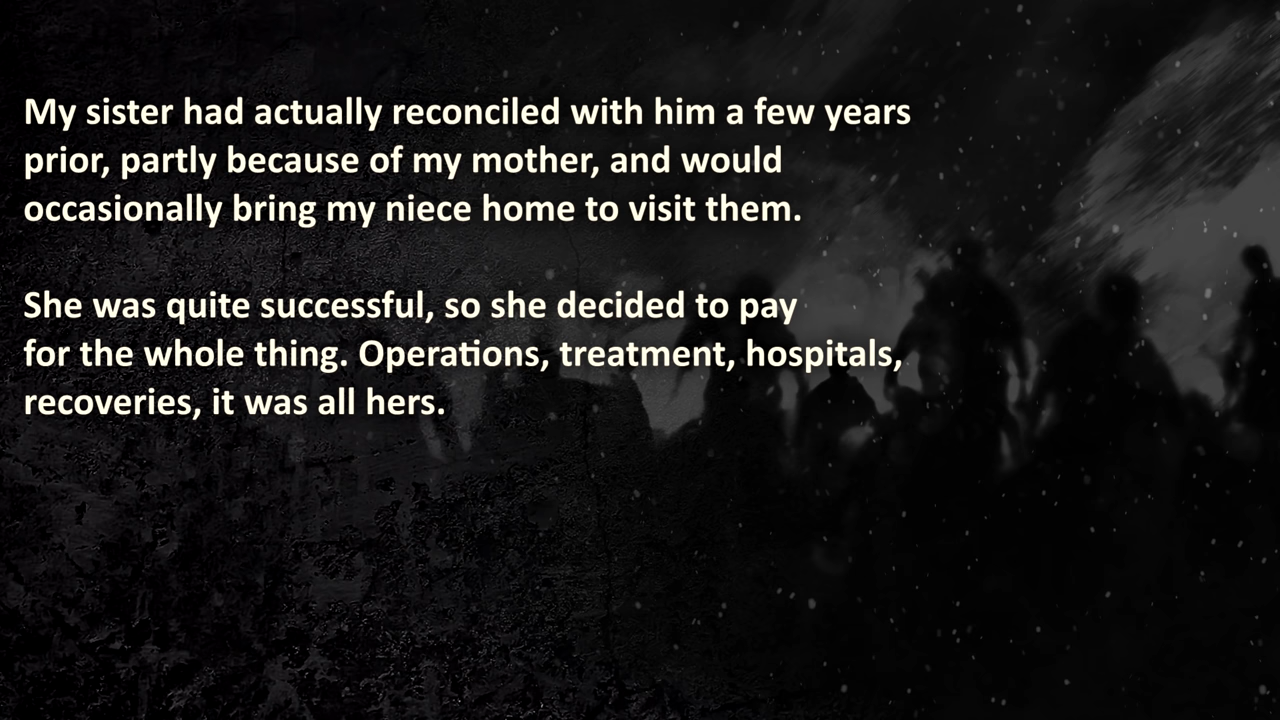 My sister had actually reconciled with him a few years
prior, partly because of my mother, and would
occasionally bring my niece home to visit them.
She was quite successful, so she decided to pay
for the whole thing. Operations, treatment, hospitals,
recoveries, it was all hers.